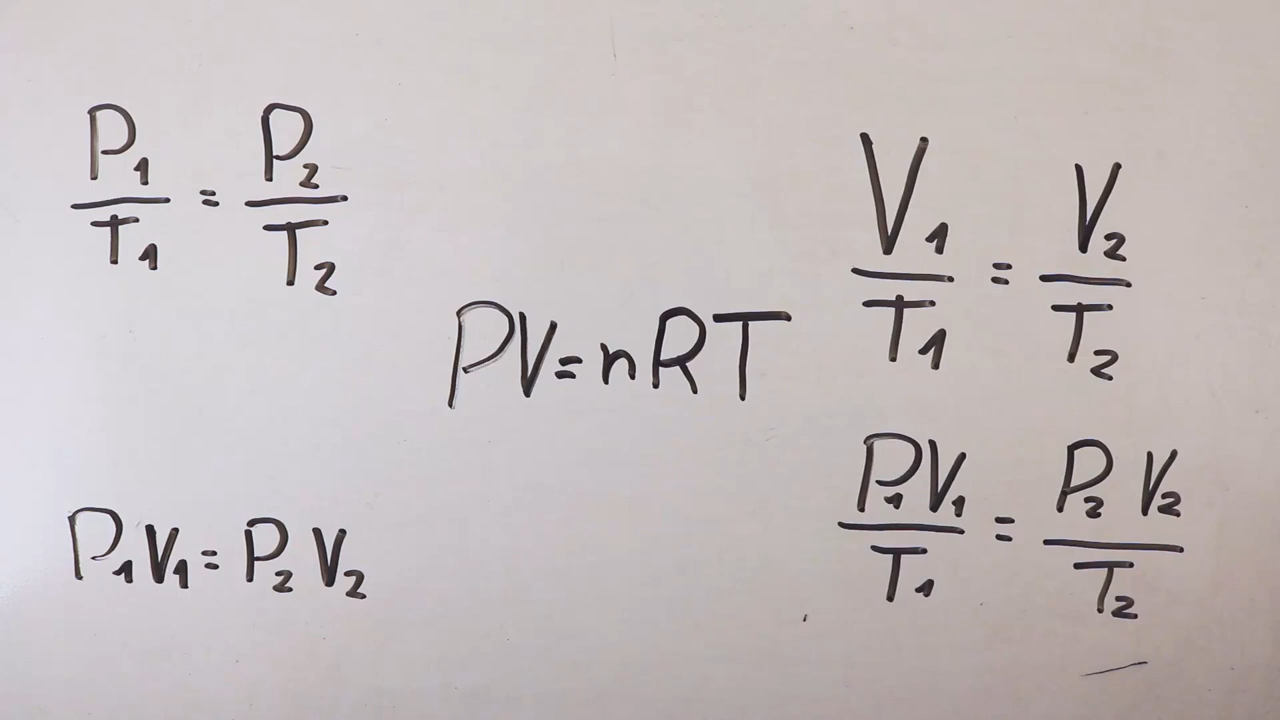 P₁/T₁ = P₂/T₂
V₁/T₁ = V₂/T₂
PV = nRT
P₁V₁ = P₂V₂
P₁V₁/T₁ = P₂V₂/T₂